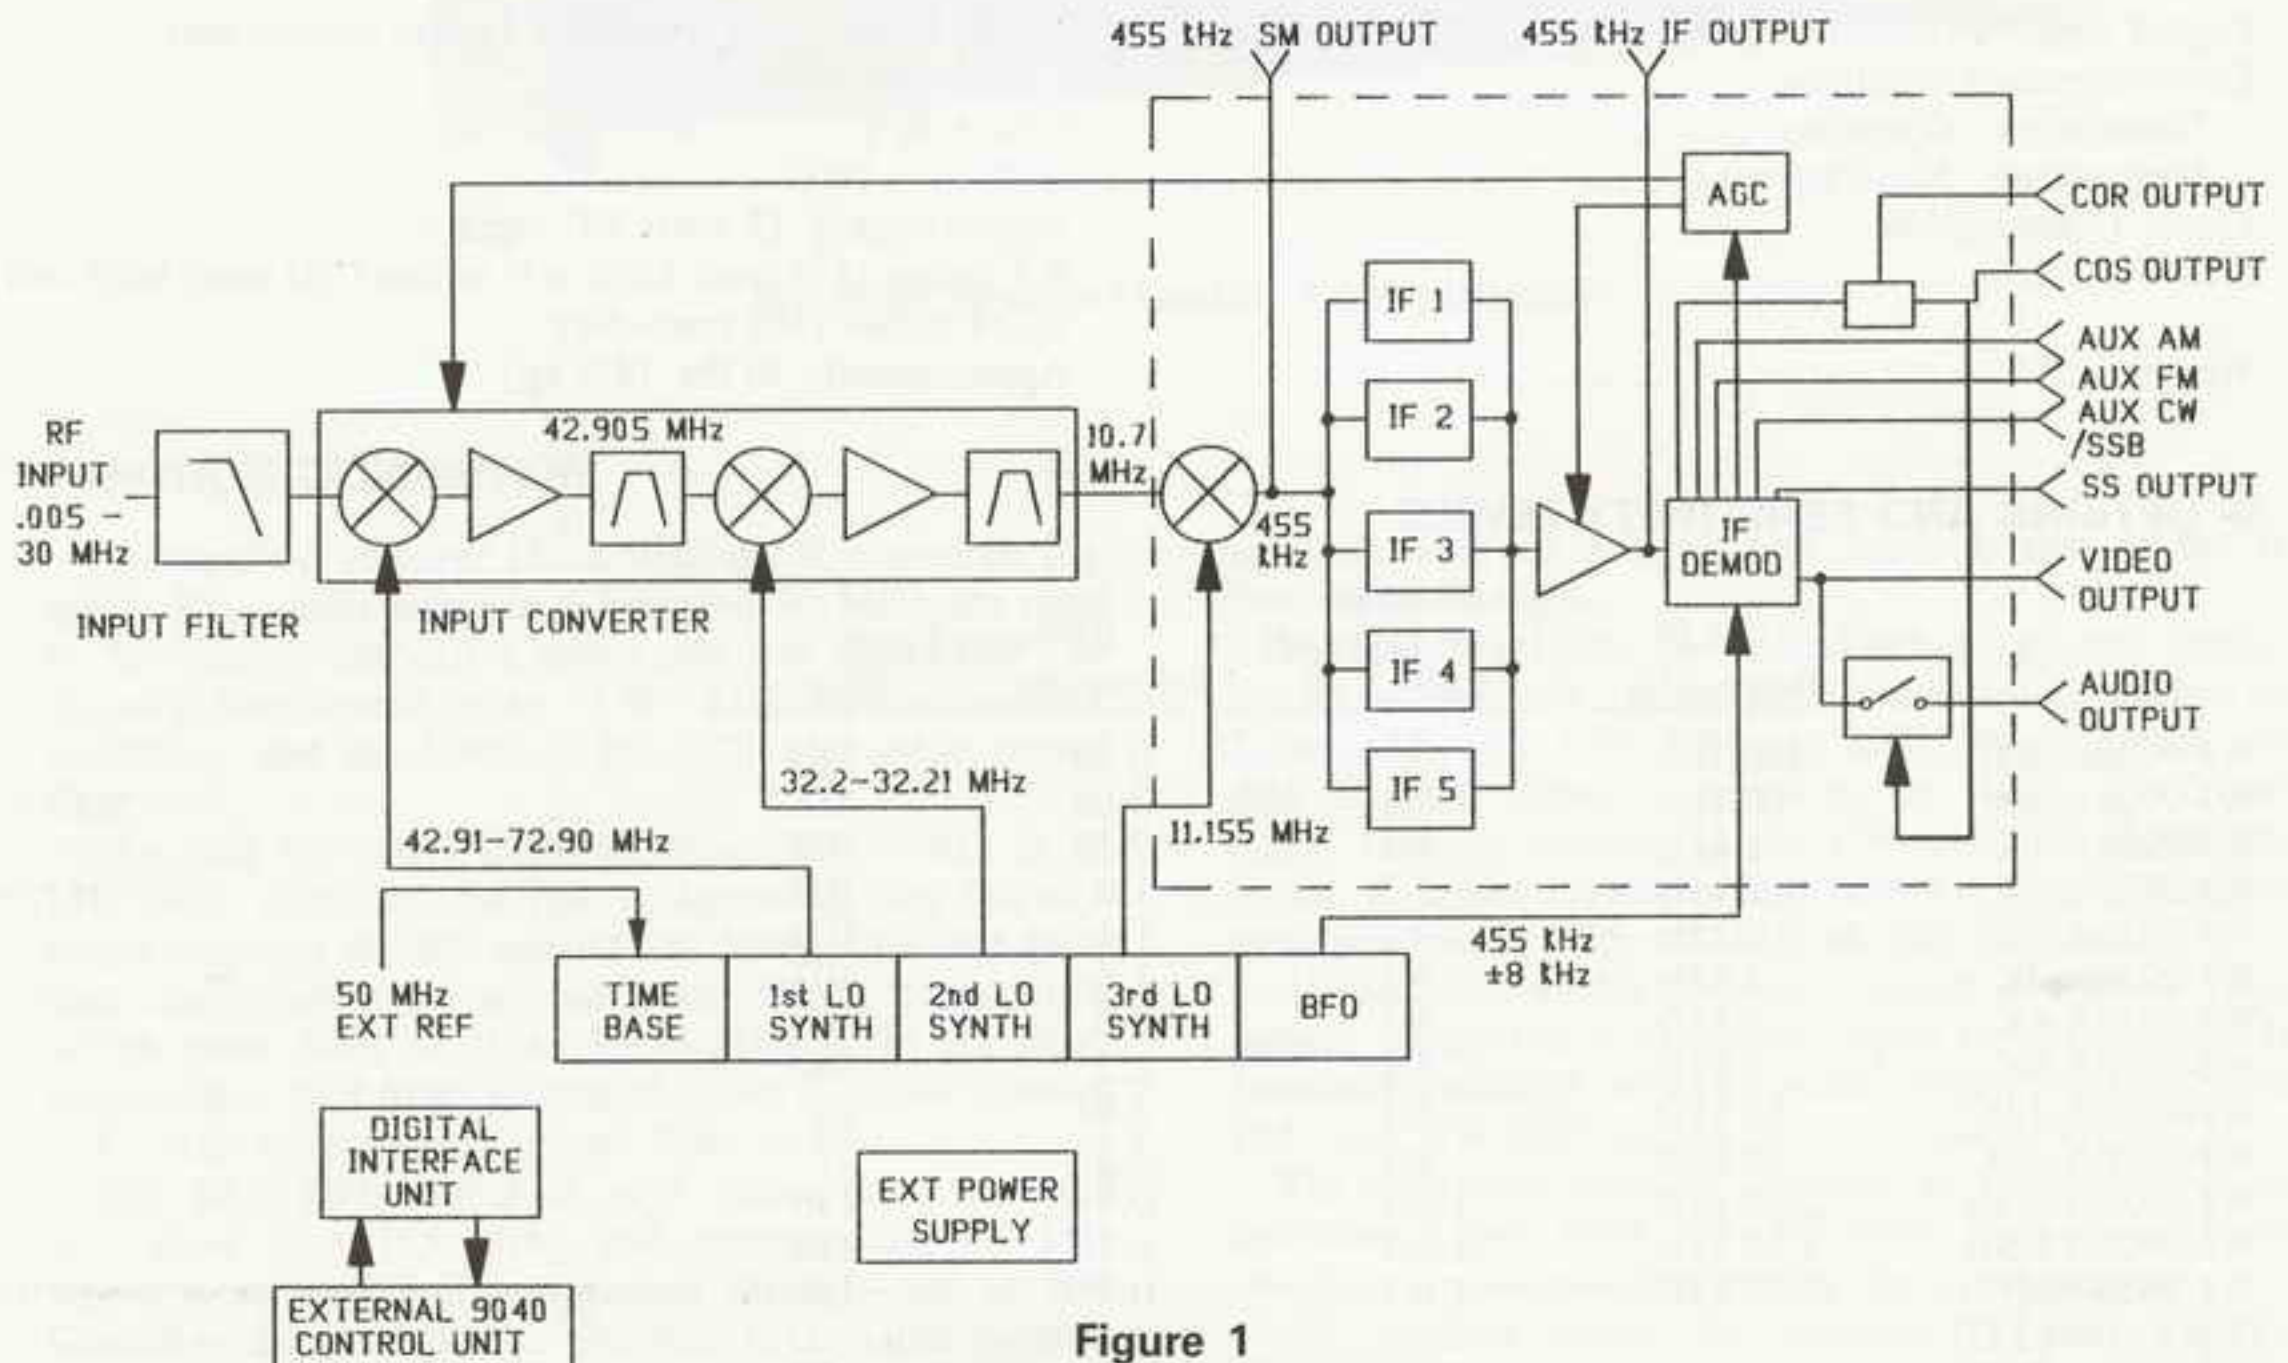 455 kHz SM OUTPUT
455 kHz IF OUTPUT
AGC
COR OUTPUT
COS OUTPUT
AUX AM
AUX FM
AUX CW
/SSB
SS OUTPUT
VIDEO
OUTPUT
AUDIO
OUTPUT
IF 1
IF 2
IF 3
IF 4
IF 5
IF
DEMOD
RF
INPUT
.005 -
30 MHz
INPUT FILTER
42.905 MHz
INPUT CONVERTER
10.7
MHz
455
kHz
32.2-32.21 MHz
42.91-72.90 MHz
11.155 MHz
455 kHz
±8 kHz
50 MHz
EXT REF
TIME
BASE
1st LO
SYNTH
2nd LO
SYNTH
3rd LO
SYNTH
BFO
DIGITAL
INTERFACE
UNIT
EXT POWER
SUPPLY
EXTERNAL 9040
CONTROL UNIT
Figure 1